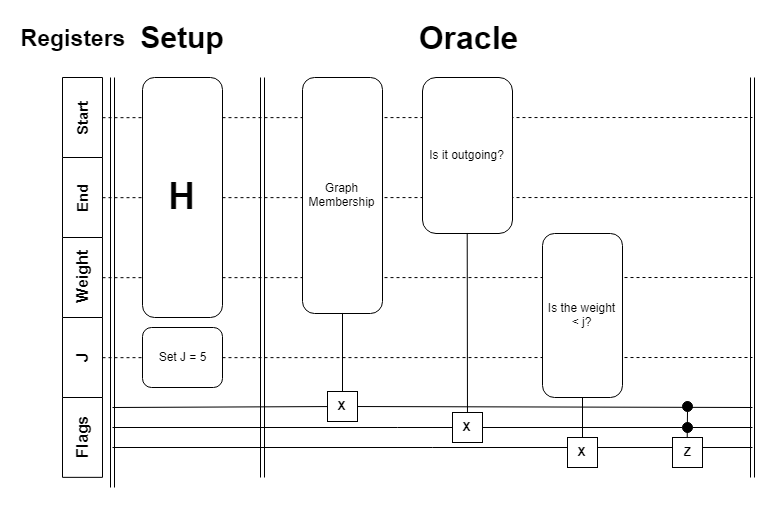 Registers
Setup
Oracle
Start
End
Weight
J
Flags
H
Set J = 5
Graph
Membership
Is it outgoing?
Is the weight
< j?
X
X
X
Z